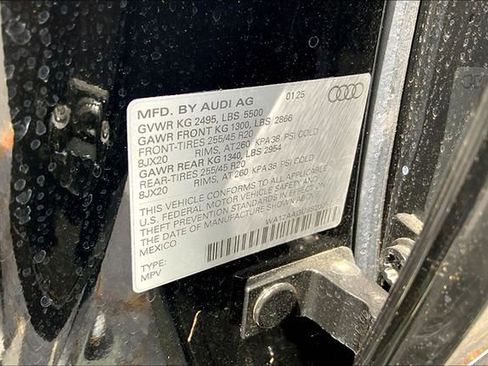 MFD. BY AUDI AG 01.25
GVWR KG 2495, LBS 5500
GAWR FRONT KG 1300, LBS 2866
FRONT-TIRES 255/45 R20
8JX20 RIMS, AT 260 KPA 38 PSI COLD
GAWR REAR KG 1340, LBS 2954
REAR-TIRES 255/45 R20
8JX20 RIMS, AT 260 KPA 38 PSI COLD
THIS VEHICLE CONFORMS TO ALL APPLICABLE
U.S. FEDERAL MOTOR VEHICLE SAFETY AND
THEFT PREVENTION STANDARDS IN EFFECT ON
THE DATE OF MANUFACTURE SHOWN ABOVE
MEXICO
TYPE:
MPV